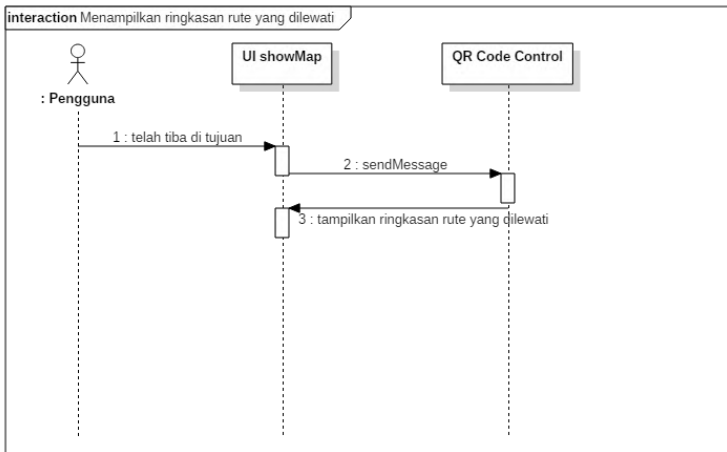 interaction Menampilkan ringkasan rute yang dilewati
UI showMap
QR Code Control
: Pengguna
1 : telah tiba di tujuan
2 : sendMessage
3 : tampilkan ringkasan rute yang dilewati